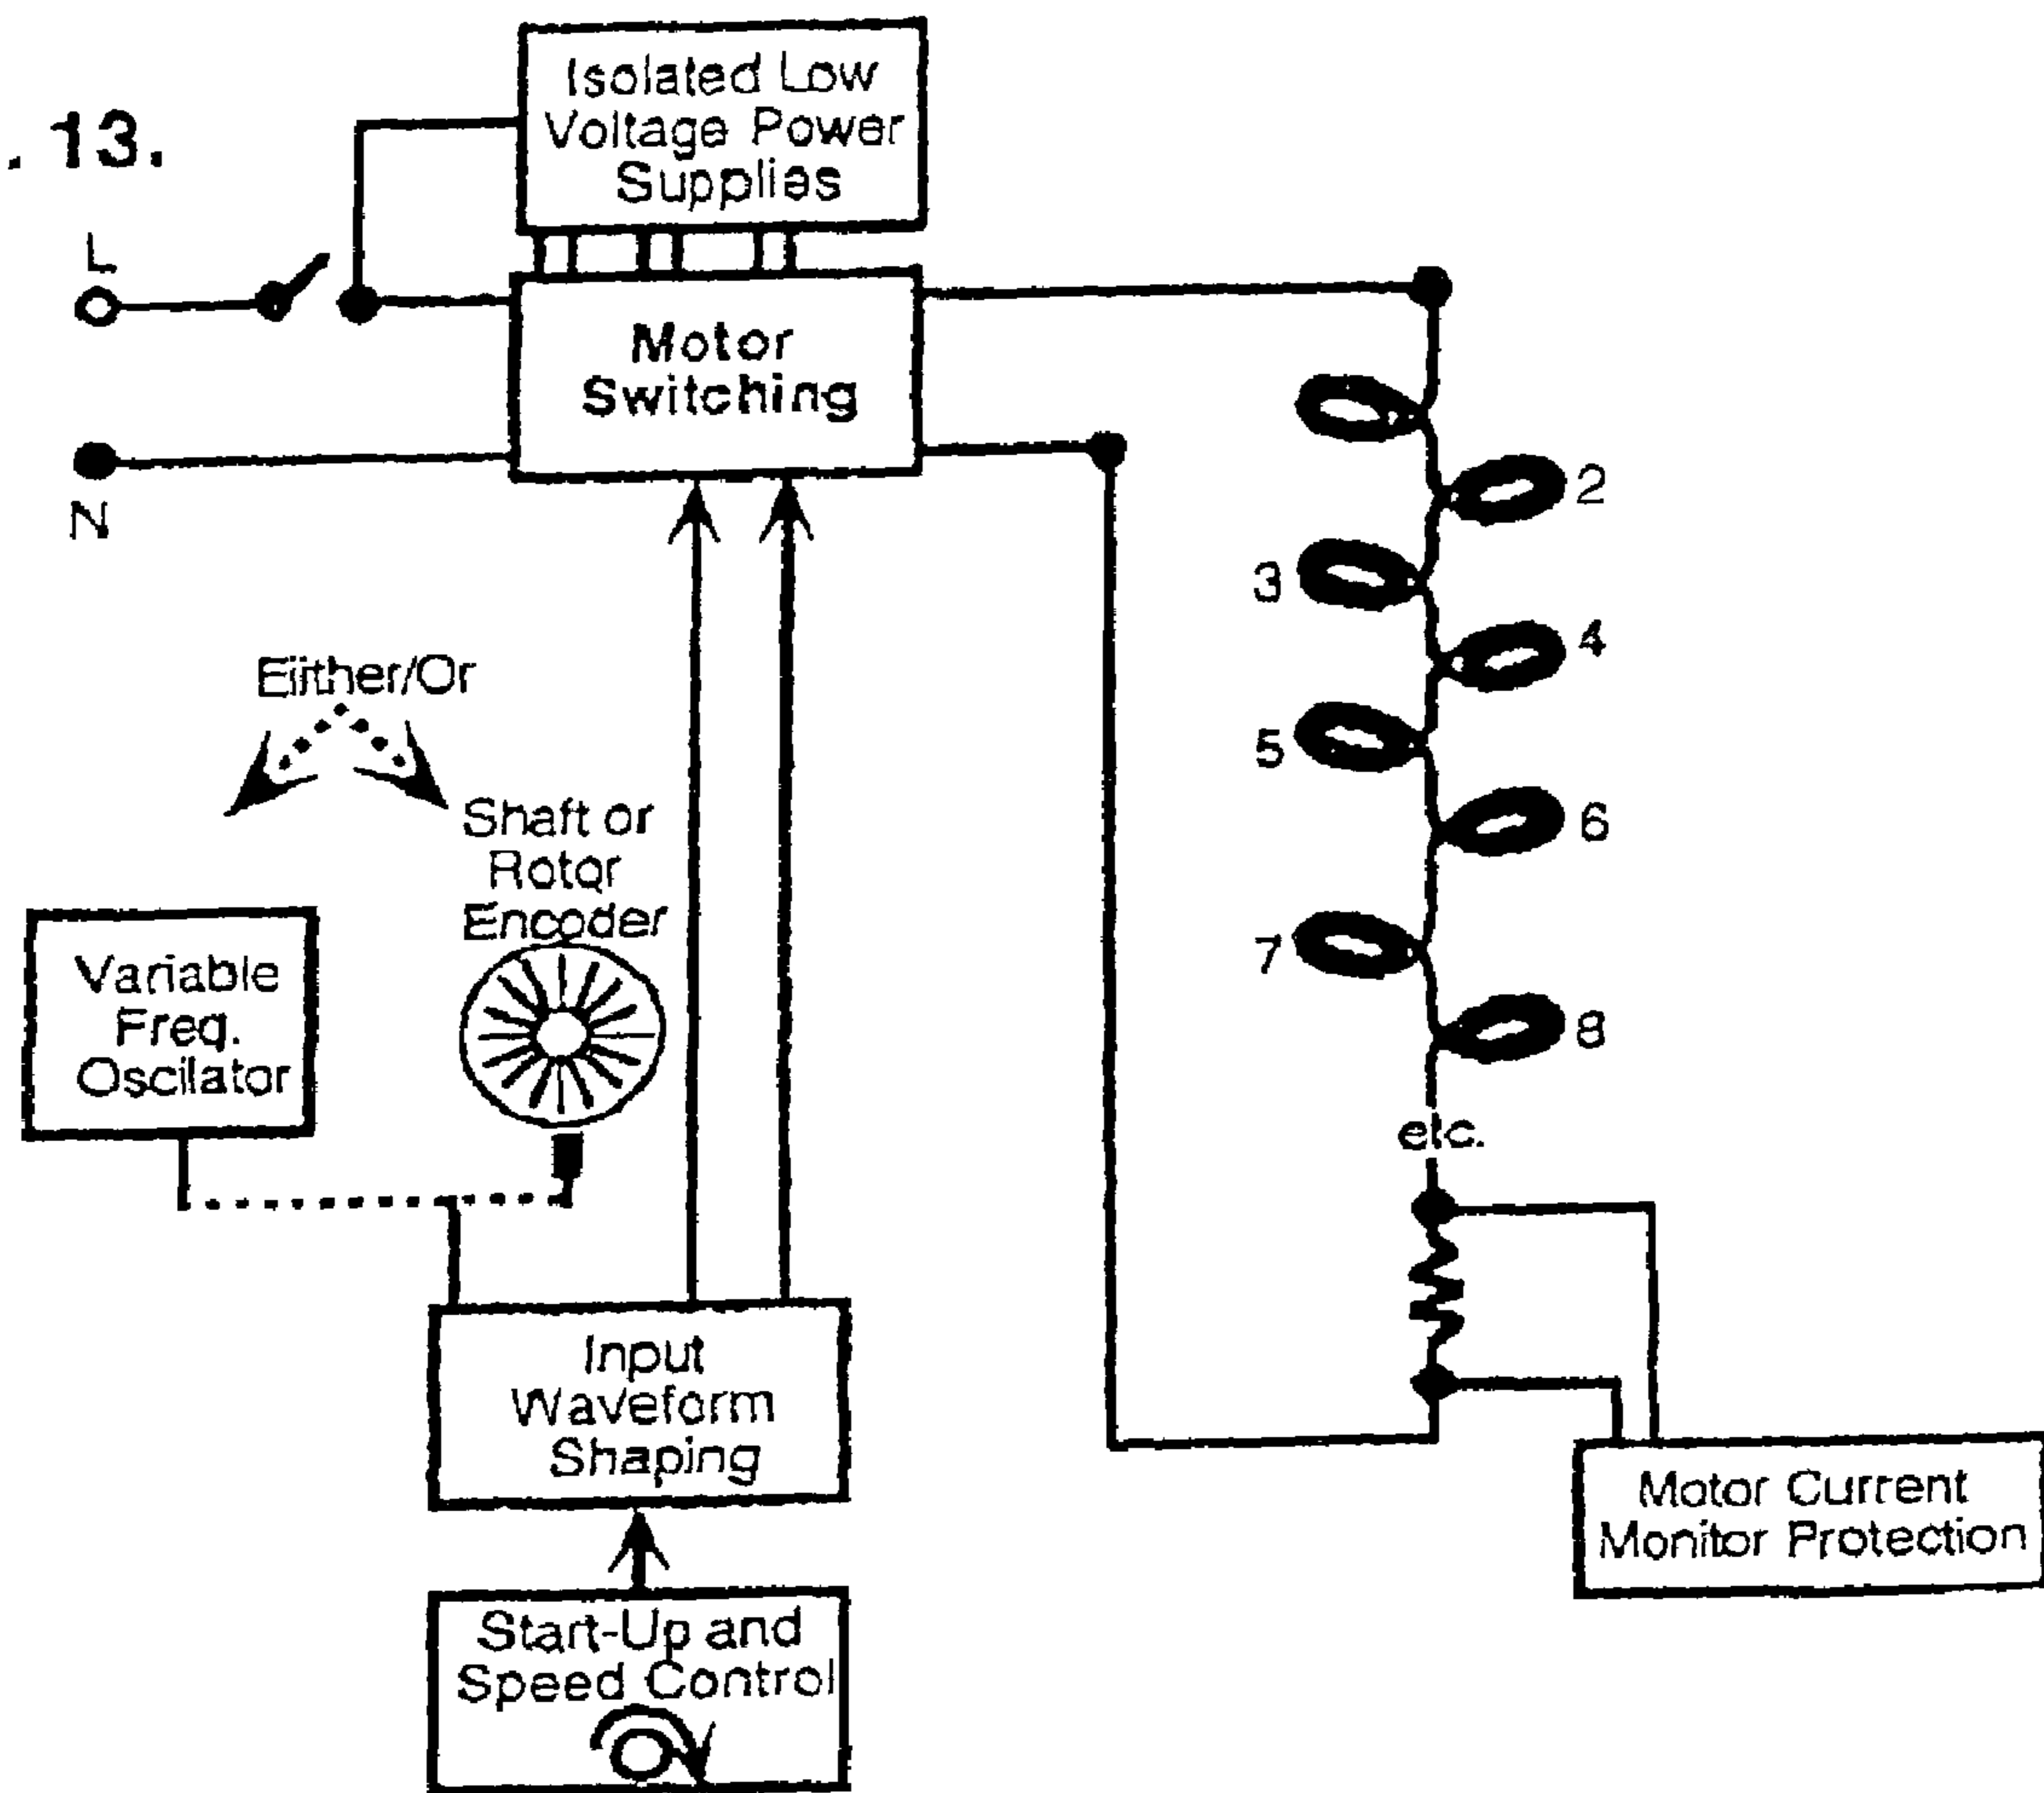 . 13.
Isolated Low
Voltage Power
Supplies
L
Motor
Switching
N
2
3
4
5
6
7
8
etc.
Either/Or
Shaft or
Rotor
Encoder
Variable
Freq.
Oscilator
Input
Waveform
Shaping
Motor Current
Monitor Protection
Start-Up and
Speed Control